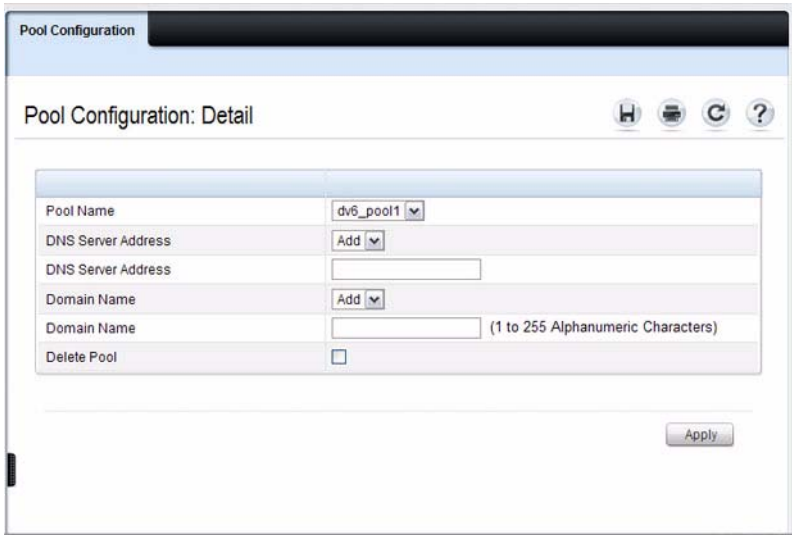 Pool Configuration
Pool Configuration: Detail
Pool Name dv6_pool1
DNS Server Address Add
DNS Server Address
Domain Name Add
Domain Name (1 to 255 Alphanumeric Characters)
Delete Pool
Apply